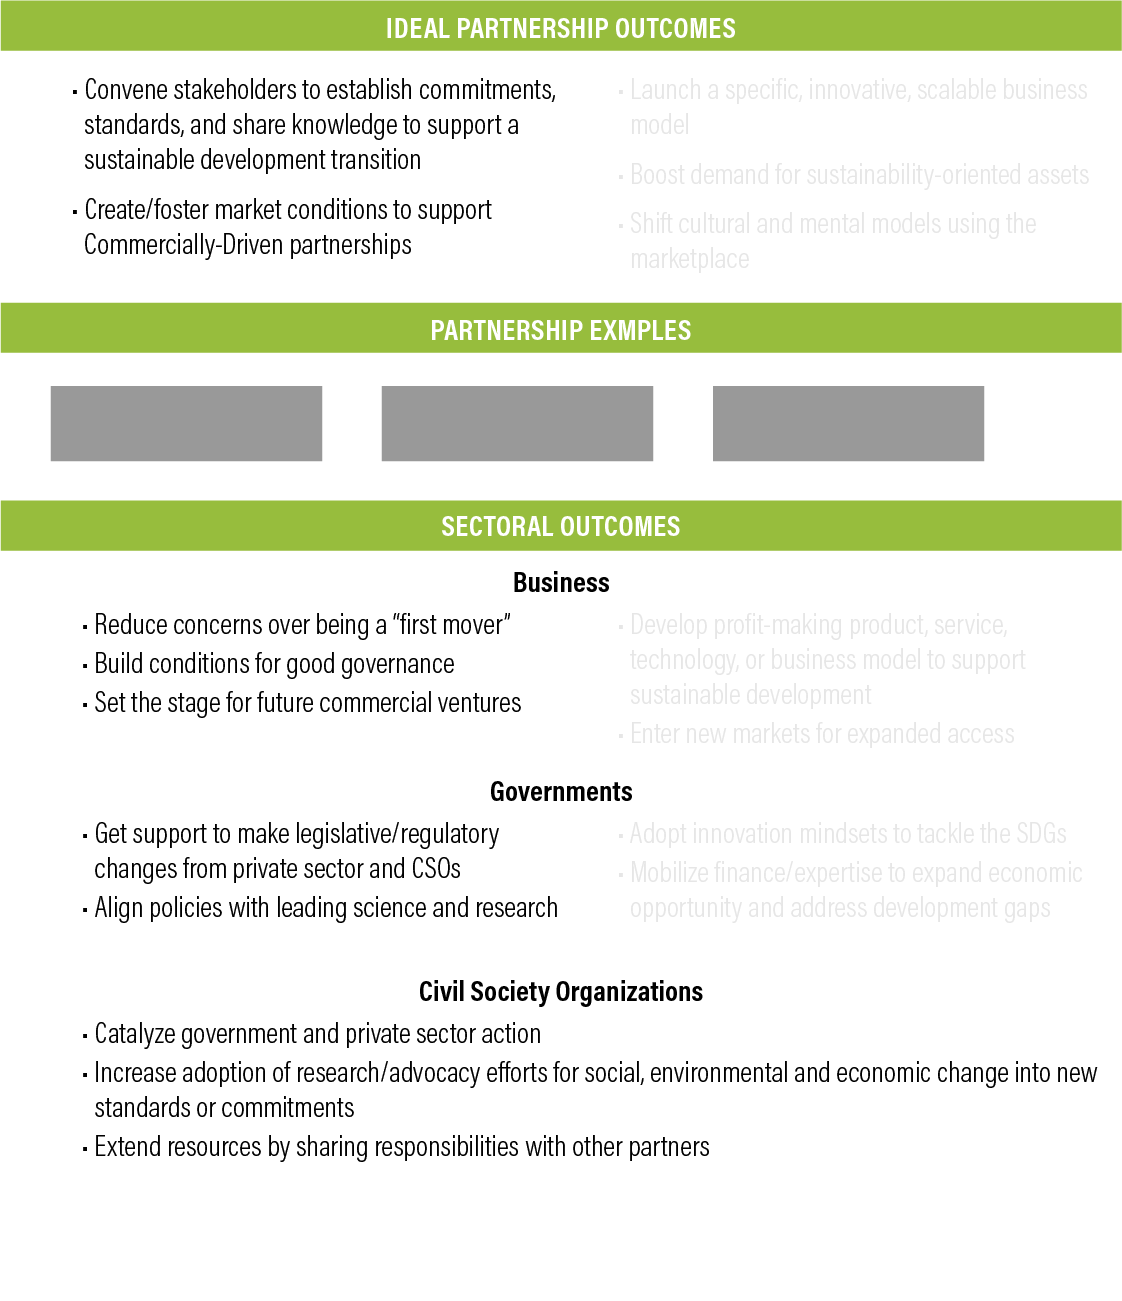 IDEAL PARTNERSHIP OUTCOMES
· Convene stakeholders to establish commitments,
standards, and share knowledge to support a
sustainable development transition
· Create/foster market conditions to support
Commercially-Driven partnerships
· Launch a specific, innovative, scalable business
model
· Boost demand for sustainability-oriented assets
· Shift cultural and mental models using the
marketplace
PARTNERSHIP EXMPLES
SECTORAL OUTCOMES
Business
· Reduce concerns over being a “first mover”
· Build conditions for good governance
· Set the stage for future commercial ventures
· Develop profit-making product, service,
technology, or business model to support
sustainable development
· Enter new markets for expanded access
Governments
· Get support to make legislative/regulatory
changes from private sector and CSOs
· Align policies with leading science and research
· Adopt innovation mindsets to tackle the SDGs
· Mobilize finance/expertise to expand economic
opportunity and address development gaps
Civil Society Organizations
· Catalyze government and private sector action
· Increase adoption of research/advocacy efforts for social, environmental and economic change into new
standards or commitments
· Extend resources by sharing responsibilities with other partners